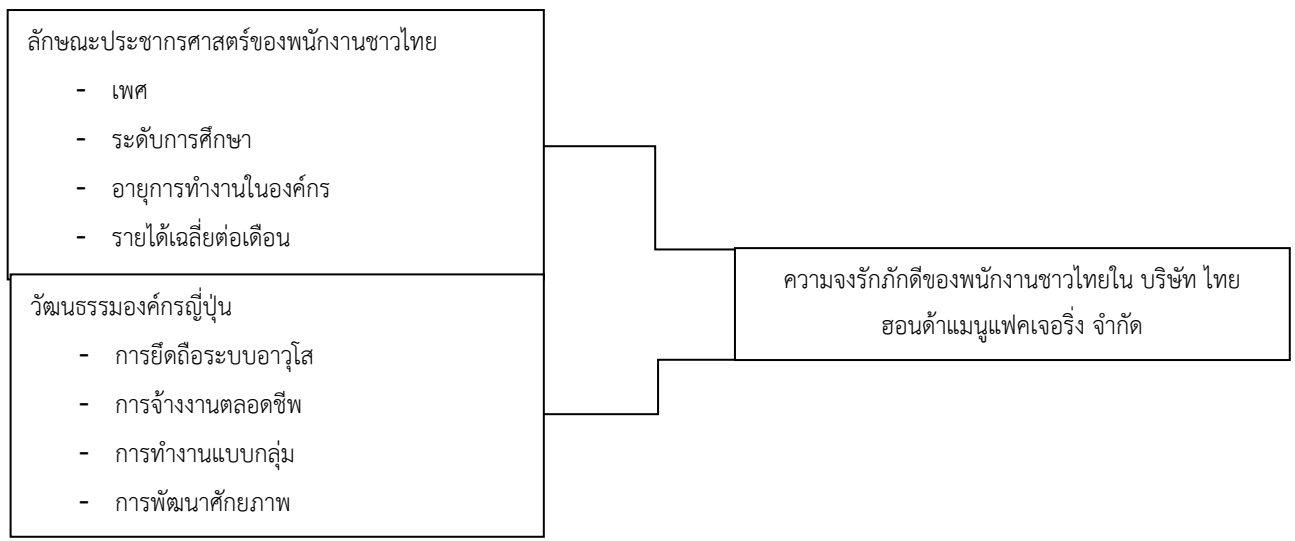 ลักษณะประชากรศาสตร์ของพนักงานชาวไทย
- เพศ
- ระดับการศึกษา
- อายุการทำงานในองค์กร
- รายได้เฉลี่ยต่อเดือน
วัฒนธรรมองค์กรญี่ปุ่น
- การยึดถือระบบอาวุโส
- การจ้างงานตลอดชีพ
- การทำงานแบบกลุ่ม
- การพัฒนาศักยภาพ
ความจงรักภักดีของพนักงานชาวไทยใน บริษัท ไทย
ฮอนด้าแมนูแฟคเจอริ่ง จำกัด